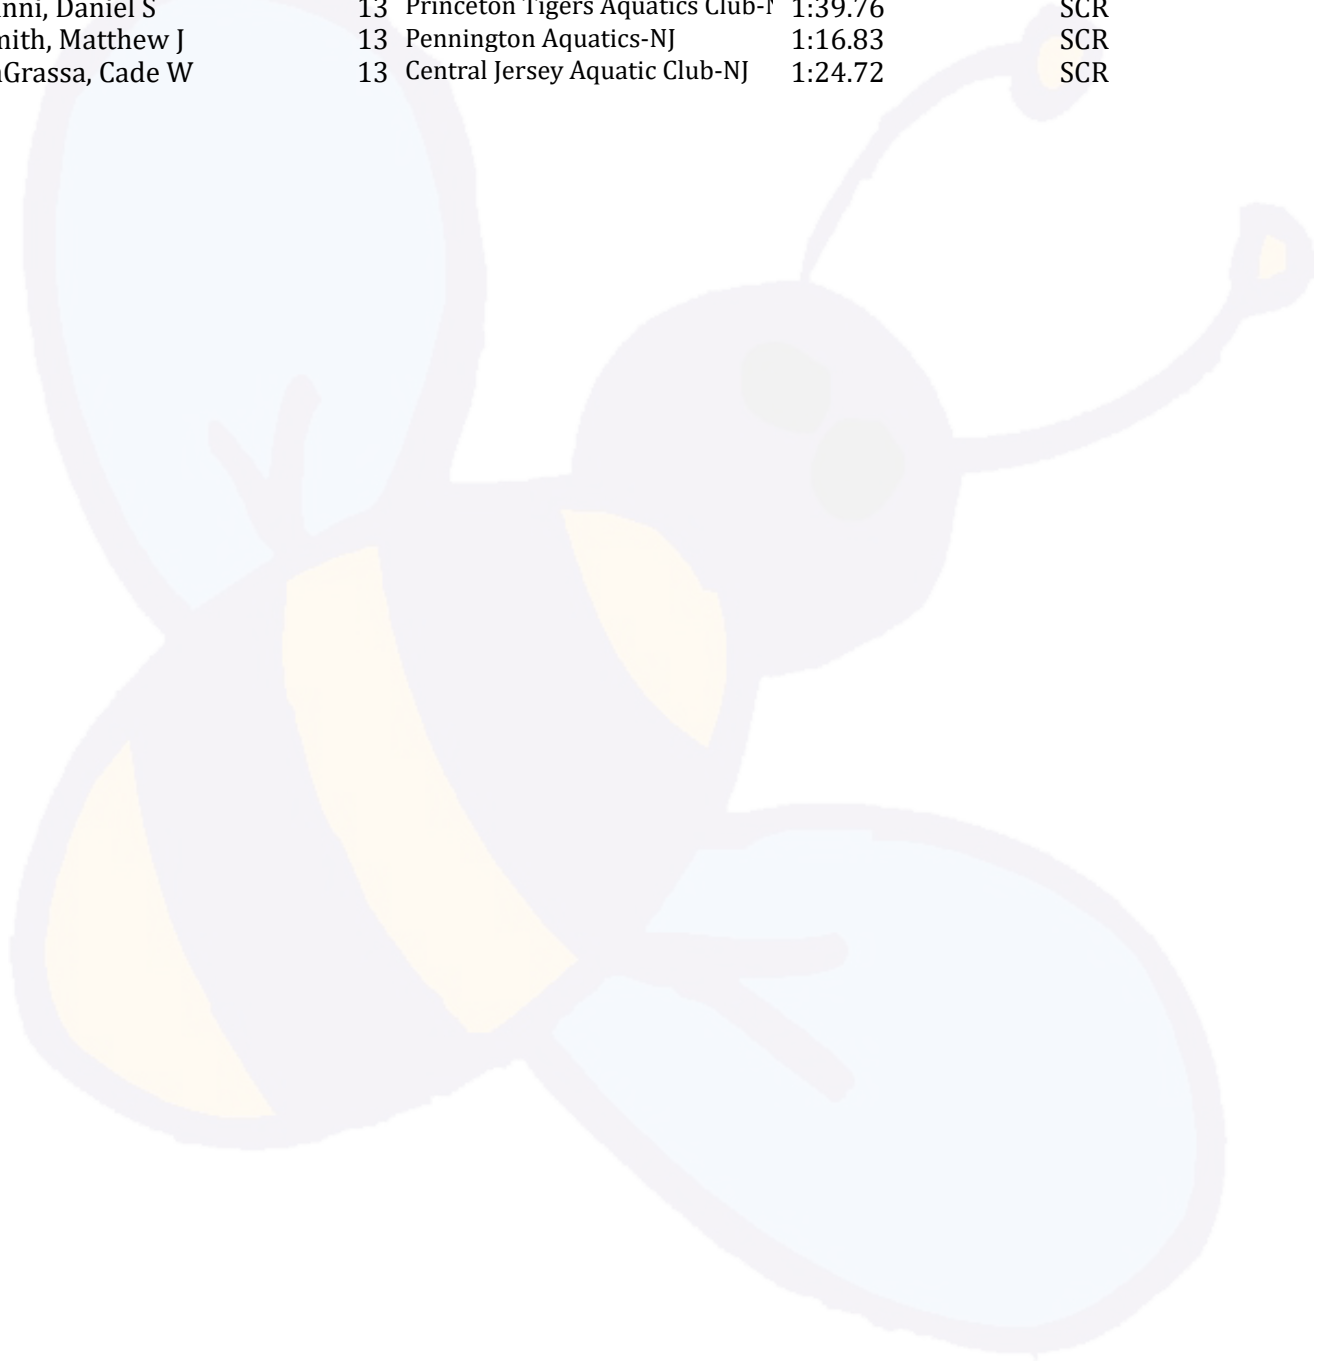 Daniel S 13 Princeton Tigers Aquatics 1:39.76 SCR
Matthew J 13 Pennington Aquatics-NJ 1:16.83 SCR
Cade W 13 Central Jersey Aquatic Club-NJ 1:24.72 SCR